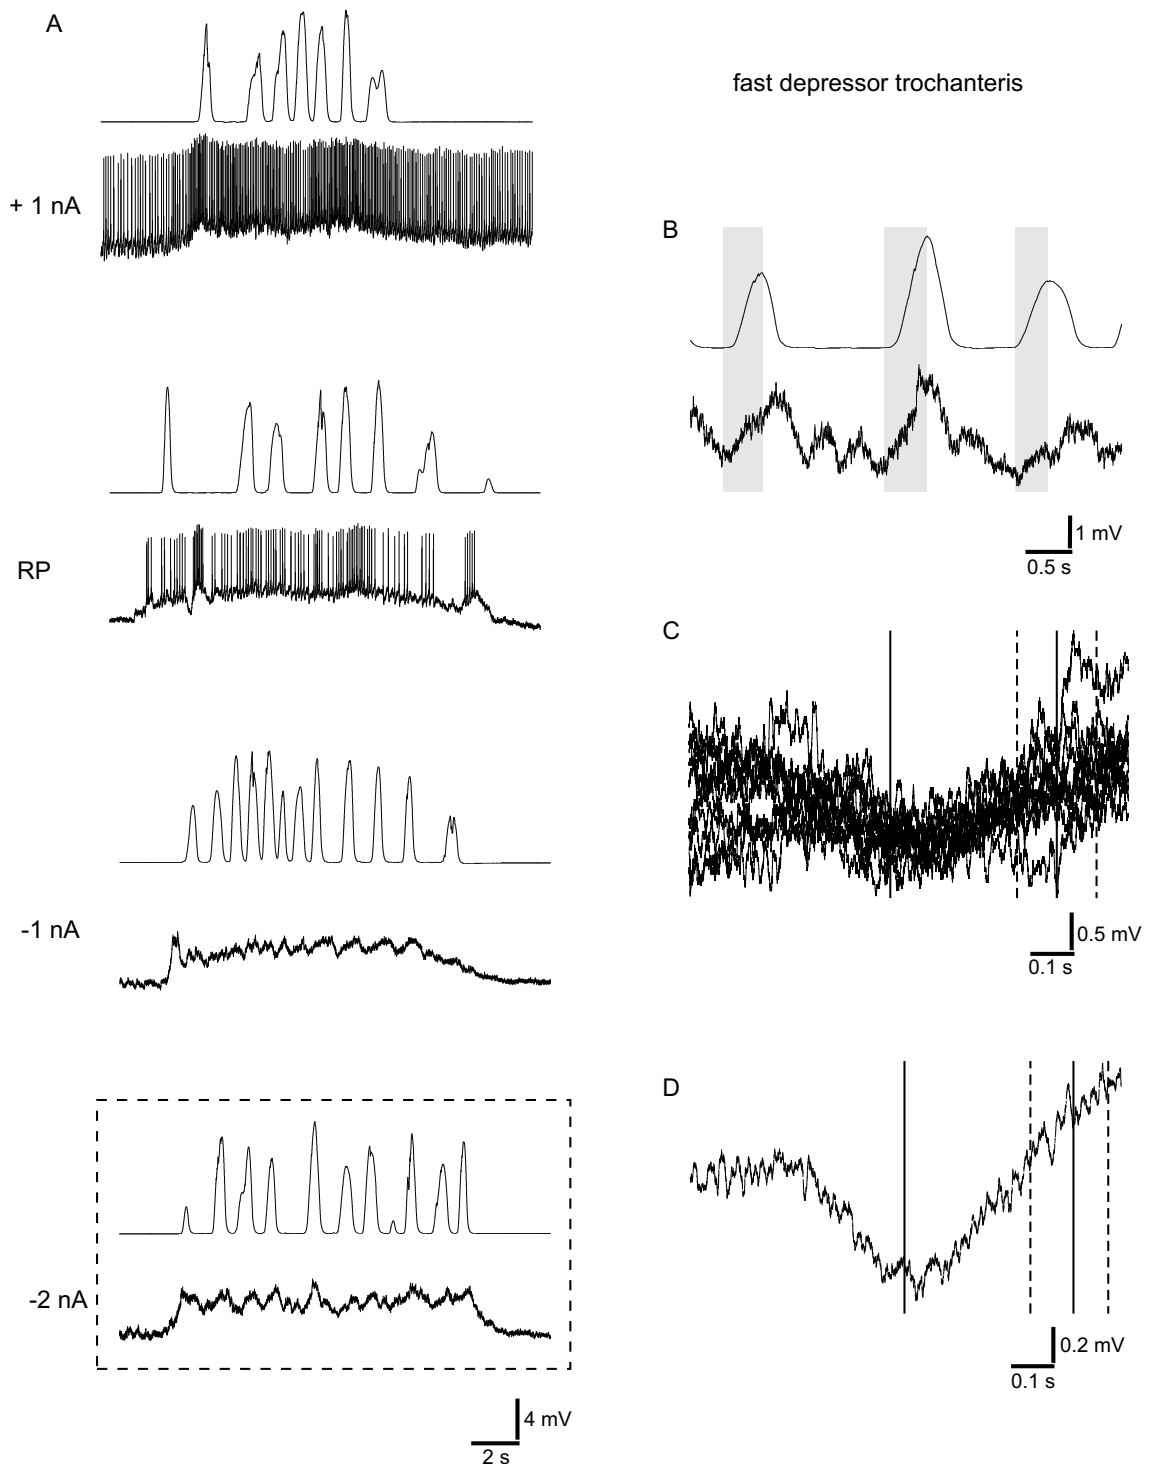 A
fast depressor trochanteris
+ 1 nA
B
1 mV
0.5 s
RP
C
0.5 mV
0.1 s
-1 nA
D
-2 nA
0.2 mV
0.1 s
4 mV
2 s